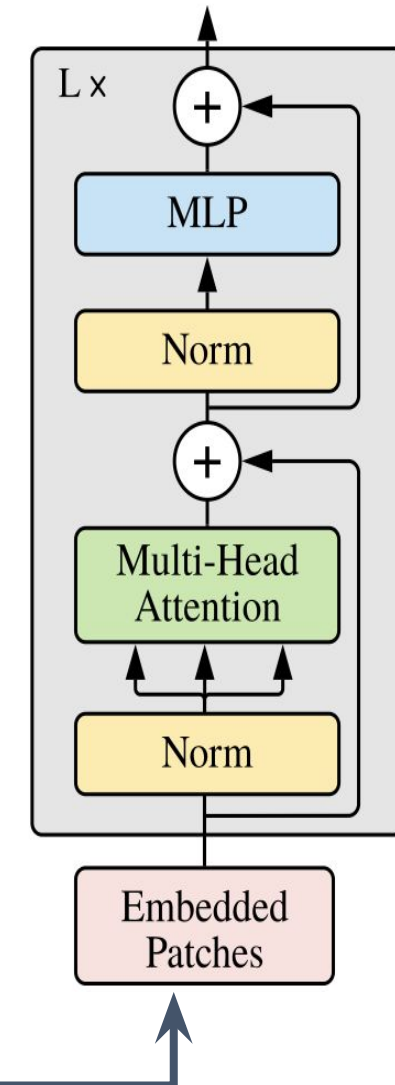 L ×
+
MLP
Norm
+
Multi-Head
Attention
Norm
Embedded
Patches